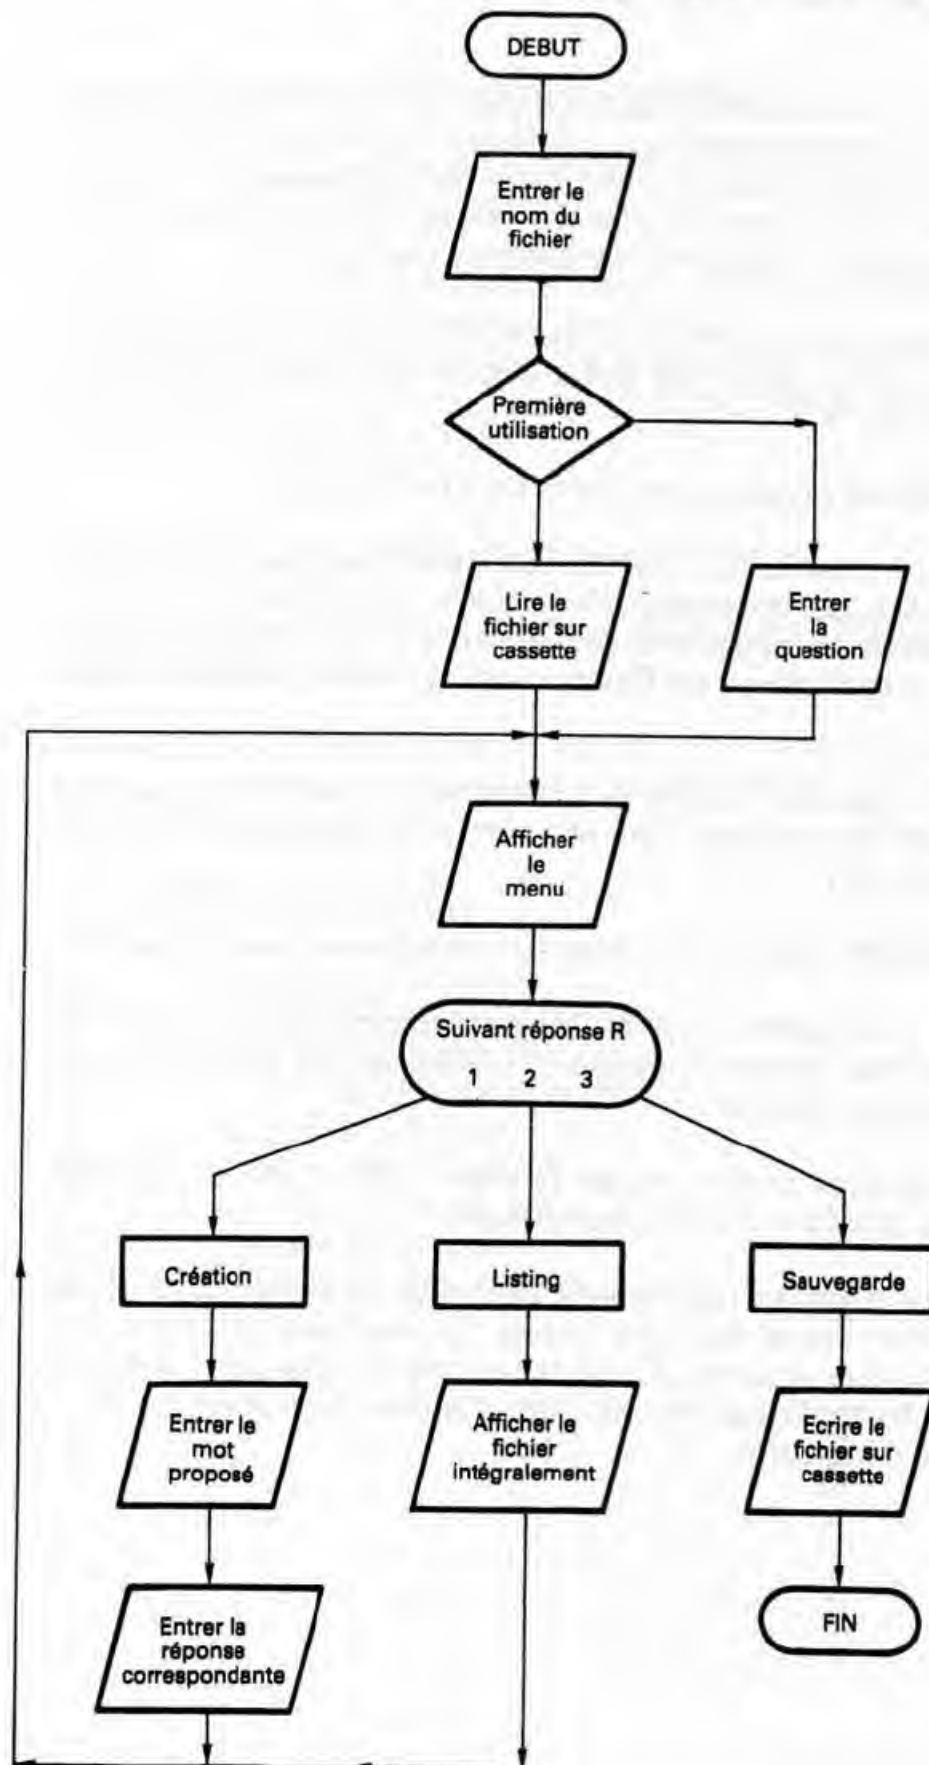 DEBUT
Entrer le
nom du
fichier
Première
utilisation
Lire le
fichier sur
cassette
Entrer
la
question
Afficher
le
menu
Suivant réponse R
1 2 3
Création
Listing
Sauvegarde
Entrer le
mot
proposé
Afficher le
fichier
intégralement
Ecrire le
fichier sur
cassette
Entrer la
réponse
correspondante
FIN